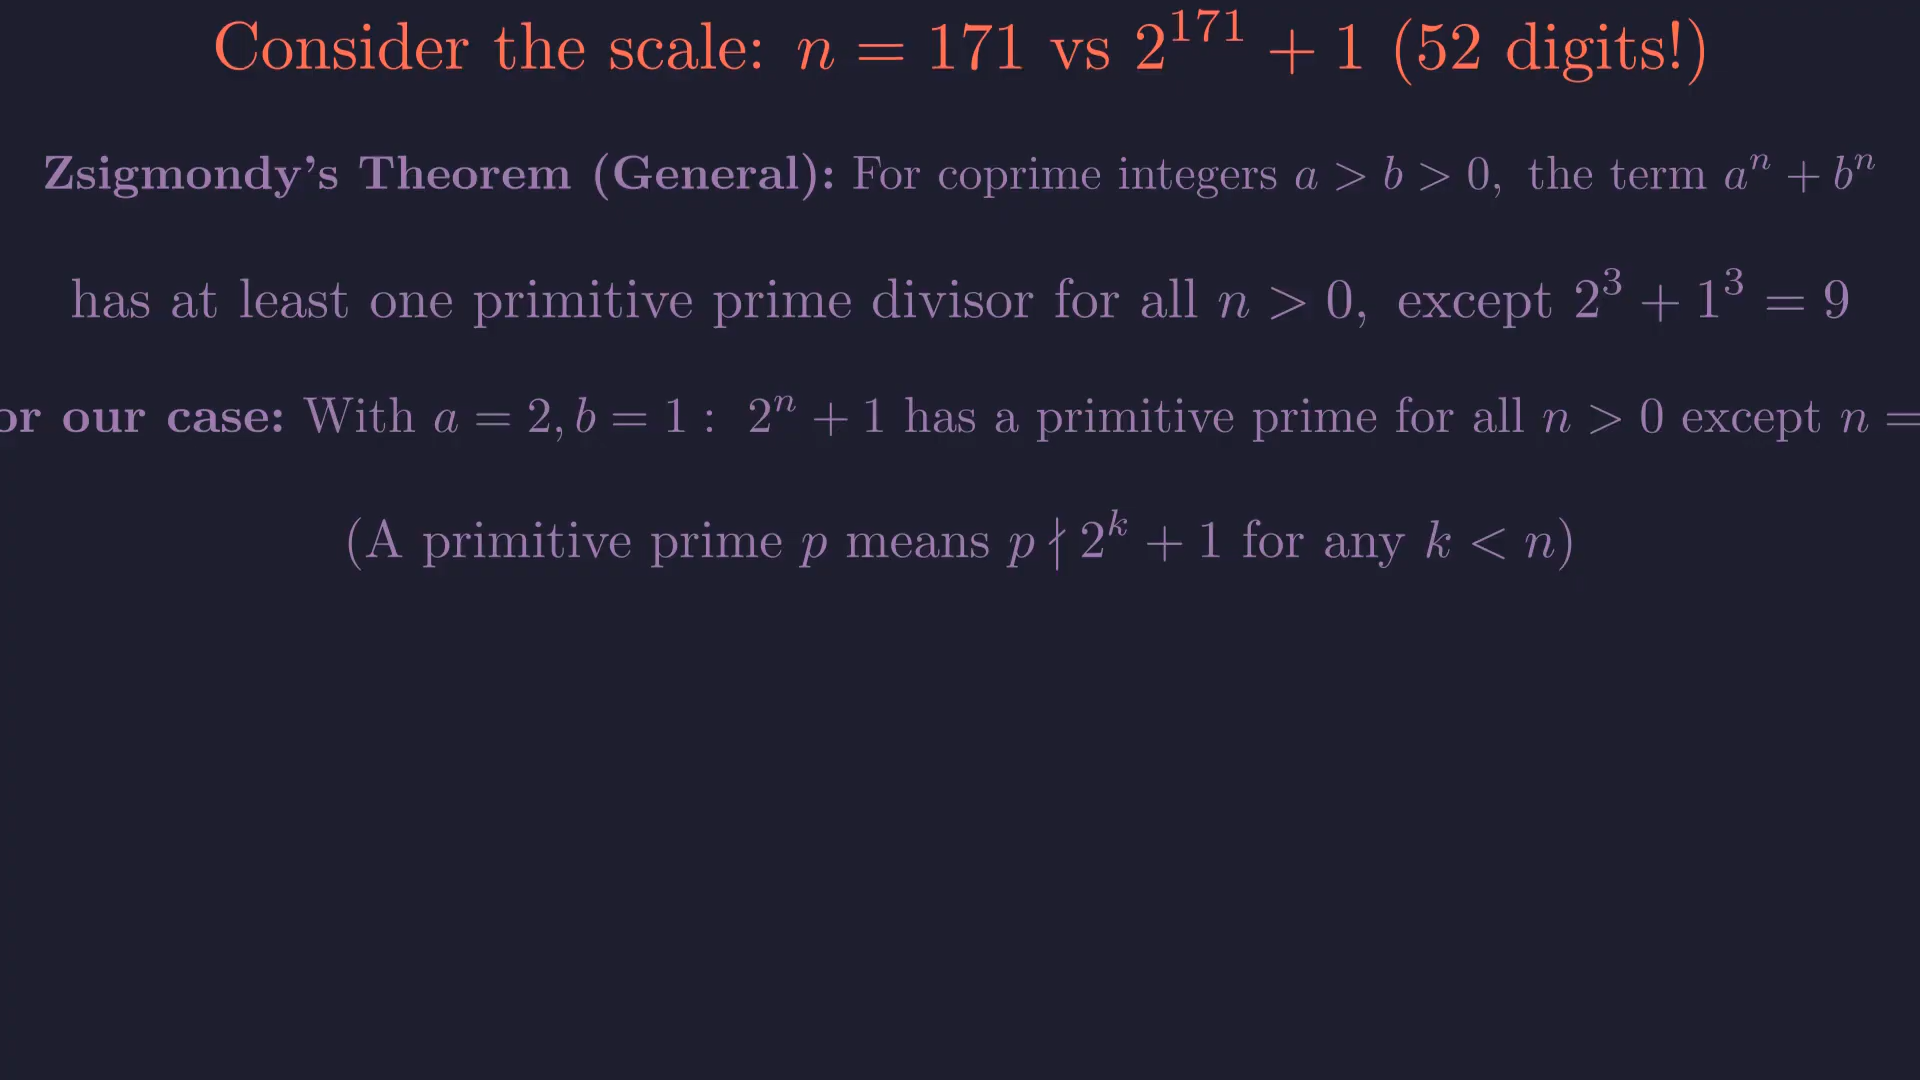 Consider the scale: n = 171 vs 2^171 + 1 (52 digits!)
Zsigmondy's Theorem (General): For coprime integers a > b > 0, the term a^n + b^n
has at least one primitive prime divisor for all n > 0, except 2^3 + 1^3 = 9
or our case: With a = 2, b = 1 : 2^n + 1 has a primitive prime for all n > 0 except n =
(A primitive prime p means p ∤ 2^k + 1 for any k < n)